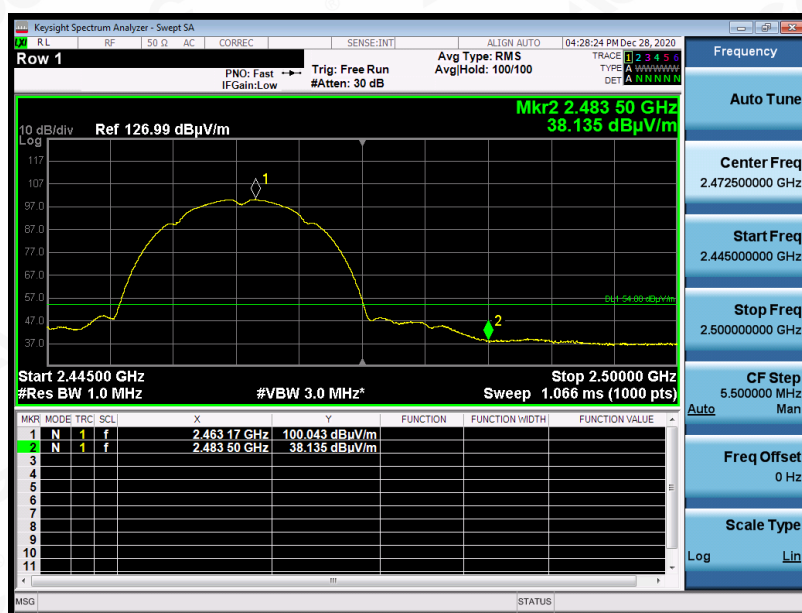 Keysight Spectrum Analyzer - Swept SA
LXI RL RF 50 Ω AC CORREC SENSE:INT ALIGN AUTO 04:28:24 PM Dec 28, 2020
Row 1
PNO: Fast
IFGain:Low
Trig: Free Run
#Atten: 30 dB
Avg Type: RMS
Avg|Hold: 100/100
TRACE 1 2 3 4 5 6
TYPE A WWWWW
DET A N N N N N
Mkr2 2.483 50 GHz
38.135 dBµV/m
10 dB/div Ref 126.99 dBµV/m
Log
117
107
97.0
87.0
77.0
67.0
57.0
47.0
37.0
1
2
DL1 54.00 dBµV/m
Start 2.44500 GHz Stop 2.50000 GHz
#Res BW 1.0 MHz #VBW 3.0 MHz* Sweep 1.066 ms (1000 pts)
MKR MODE TRC SCL X Y FUNCTION FUNCTION WIDTH FUNCTION VALUE
1 N 1 f 2.463 17 GHz 100.043 dBµV/m
2 N 1 f 2.483 50 GHz 38.135 dBµV/m
3
4
5
6
7
8
9
10
11
MSG STATUS
Frequency
Auto Tune
Center Freq
2.472500000 GHz
Start Freq
2.445000000 GHz
Stop Freq
2.500000000 GHz
CF Step
5.500000 MHz
Auto Man
Freq Offset
0 Hz
Scale Type
Log Lin